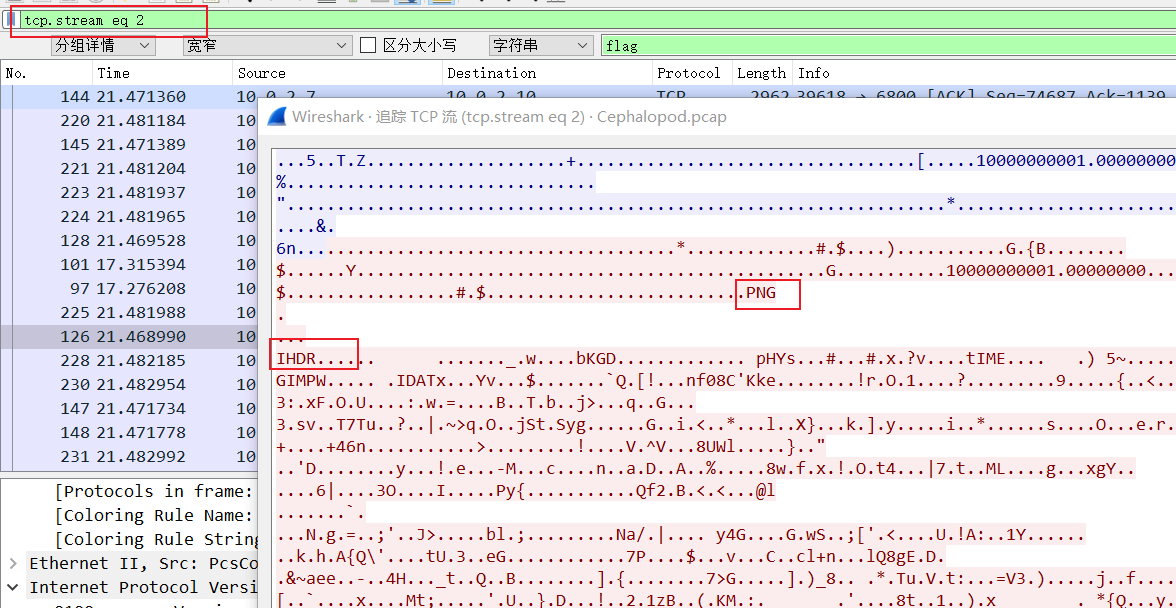 tcp.stream eq 2
分组详情 宽窄 区分大小写 字符串 flag
No. Time Source Destination Protocol Length Info
144 21.471360 10.0.2.7 10.0.2.10 TCP 2962 39618 → 6800 [ACK] Seq=74687 Ack=1139
220 21.481184 10
145 21.471389 10
221 21.481204 10
223 21.481937 10
224 21.481965 10
128 21.469528 10
101 17.315394 10
97 17.276208 10
225 21.481988 10
126 21.468990 10
228 21.482185 10
230 21.482954 10
147 21.471734 10
148 21.471778 10
231 21.482992 10
Wireshark · 追踪 TCP 流 (tcp.stream eq 2) · Cephalopod.pcap
...5..T.Z....................+.................................[.....10000000001.00000000
%...............................
"..................................................................*......................
....&.
6n......................................*.............#.$....)...........G.{B........
$......Y...............................................G...........10000000001.00000000...
$.................#.$..........................PNG
.
...
IHDR...... ......._.w....bKGD............. pHYs...#...#.x.?v....tIME.... .) 5~....
GIMPW..... .IDATx...Yv...$.......`Q.[!...nf08C'Kke........!r.O.1....?.........9.....{..<..
3:.xF.O.U....:.w.=....B..T.b..j>...q..G...
3.sv..T7Tu..?..|.~>q.O..jSt.Syg......G..i.<..*...l..X}...k.].y.....i..*......s....O...e.r.
+....+46n...........>.........!....V.^V...8UWl.....}.."
..'D........y...!.e...-M...c....n..a.D..A..%.....8w.f.x.!.O.t4...|7.t..ML....g...xgY..
....6|....3O....I.....Py{...........Qf2.B.<.<...@l
.......`.
...N.g.=..;'..J>.....bl.;.........Na/.|.... y4G....G.wS..;['.<....U.!A:..1Y......
..k.h.A{Q\'....tU.3..eG............7P....$...v...C..cl+n...lQ8gE.D.
.&~aee..-..4H..._t..Q..B........].{........7>G.....].)_8.. .*.Tu.V.t:...=V3.).....j..f....
[..`....x....Mt;.....'.U..}.D...!..2.1zB..(.KM.:. .'....8t..1..).x .*{Q...y.
[Protocols in frame:
[Coloring Rule Name:
[Coloring Rule String
Ethernet II, Src: PcsCo
Internet Protocol Versi